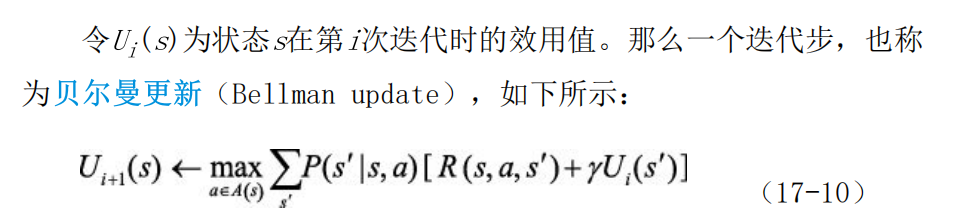 令Ui(s)为状态s在第i次迭代时的效用值。那么一个迭代步，也称
为贝尔曼更新（Bellman update），如下所示：
U_{i+1}(s) ← max_{a∈A(s)} ∑_{s'} P(s'|s,a)[R(s,a,s')+γU_i(s')]
（17-10）